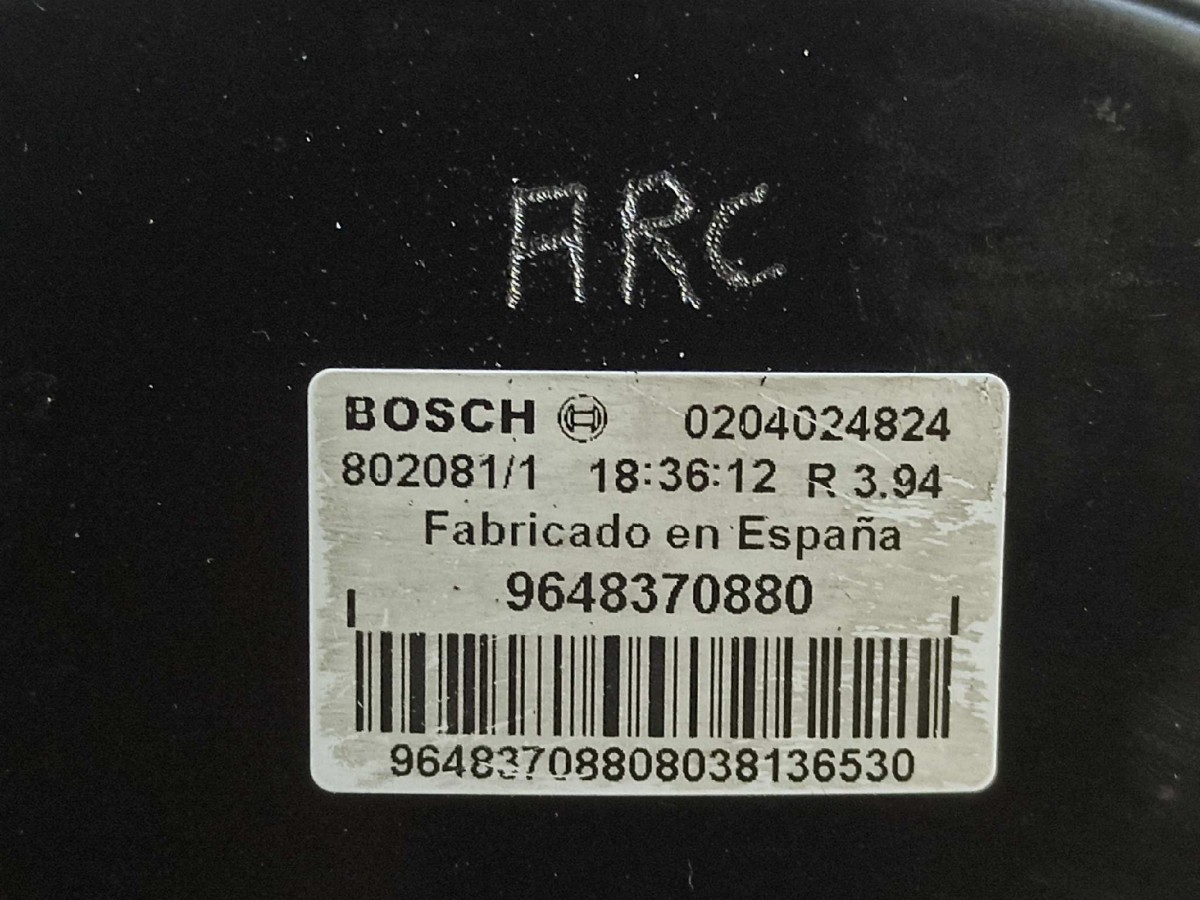 ARC
BOSCH 0204024824
802081/1 18:36:12 R 3.94
Fabricado en España
9648370880
96483708808038136530